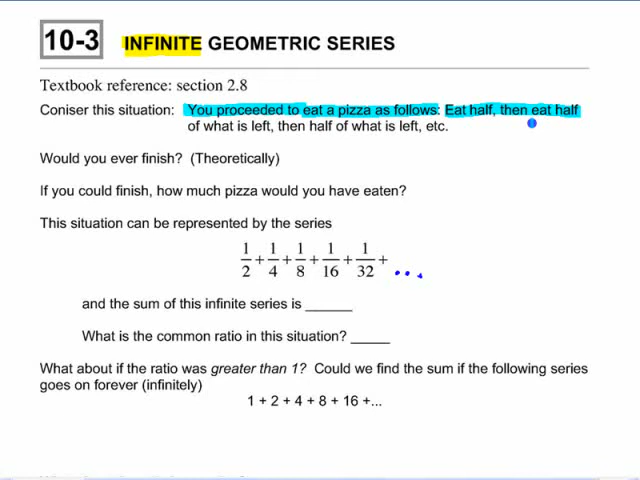 10-3 INFINITE GEOMETRIC SERIES
Textbook reference: section 2.8
Coniser this situation: You proceeded to eat a pizza as follows: Eat half, then eat half
of what is left, then half of what is left, etc.
Would you ever finish? (Theoretically)
If you could finish, how much pizza would you have eaten?
This situation can be represented by the series
1/2 + 1/4 + 1/8 + 1/16 + 1/32 + ...
and the sum of this infinite series is ______
What is the common ratio in this situation? _____
What about if the ratio was greater than 1? Could we find the sum if the following series
goes on forever (infinitely)
1 + 2 + 4 + 8 + 16 +...